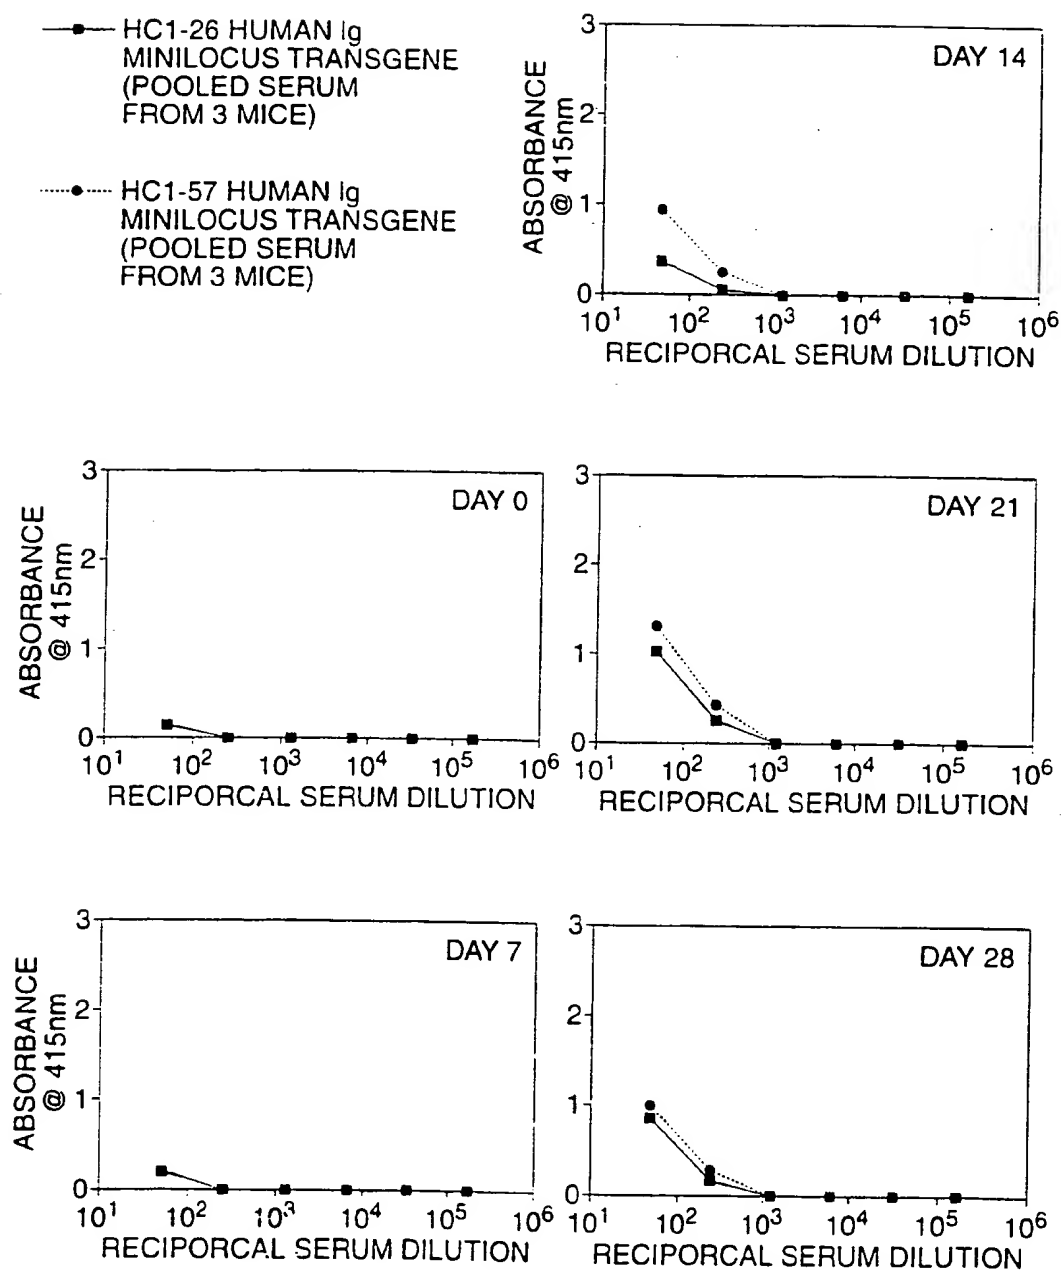 HC1-26 HUMAN Ig
MINILOCUS TRANSGENE
(POOLED SERUM
FROM 3 MICE)
HC1-57 HUMAN Ig
MINILOCUS TRANSGENE
(POOLED SERUM
FROM 3 MICE)
DAY 14
ABSORBANCE
@ 415nm
3
2
1
0
10¹ 10² 10³ 10⁴ 10⁵ 10⁶
RECIPORCAL SERUM DILUTION
DAY 0
ABSORBANCE
@ 415nm
3
2
1
0
10¹ 10² 10³ 10⁴ 10⁵ 10⁶
RECIPORCAL SERUM DILUTION
DAY 21
3
2
1
0
10¹ 10² 10³ 10⁴ 10⁵ 10⁶
RECIPORCAL SERUM DILUTION
DAY 7
ABSORBANCE
@ 415nm
3
2
1
0
10¹ 10² 10³ 10⁴ 10⁵ 10⁶
RECIPORCAL SERUM DILUTION
DAY 28
3
2
1
0
10¹ 10² 10³ 10⁴ 10⁵ 10⁶
RECIPORCAL SERUM DILUTION